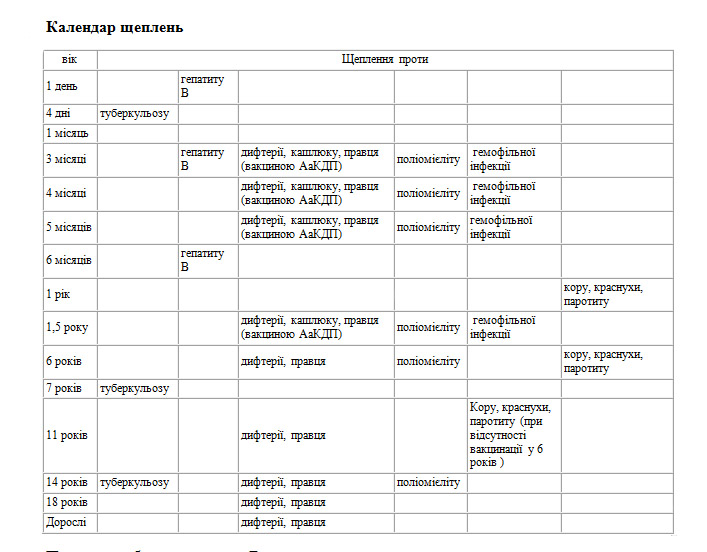 Календар щеплень
вік Щеплення проти
1 день гепатиту В
4 дні туберкульозу
1 місяць
3 місяці гепатиту В дифтерії, кашлюку, правця (вакциною АаКДП) поліомієліту гемофільної інфекції
4 місяці дифтерії, кашлюку, правця (вакциною АаКДП) поліомієліту гемофільної інфекції
5 місяців дифтерії, кашлюку, правця (вакциною АаКДП) поліомієліту гемофільної інфекції
6 місяців гепатиту В
1 рік кору, краснухи, паротиту
1,5 року дифтерії, кашлюку, правця (вакциною АаКДП) поліомієліту гемофільної інфекції
6 років дифтерії, правця поліомієліту кору, краснухи, паротиту
7 років туберкульозу
11 років дифтерії, правця Кору, краснухи, паротиту (при відсутності вакцинації у 6 років )
14 років туберкульозу дифтерії, правця поліомієліту
18 років дифтерії, правця
Дорослі дифтерії, правця